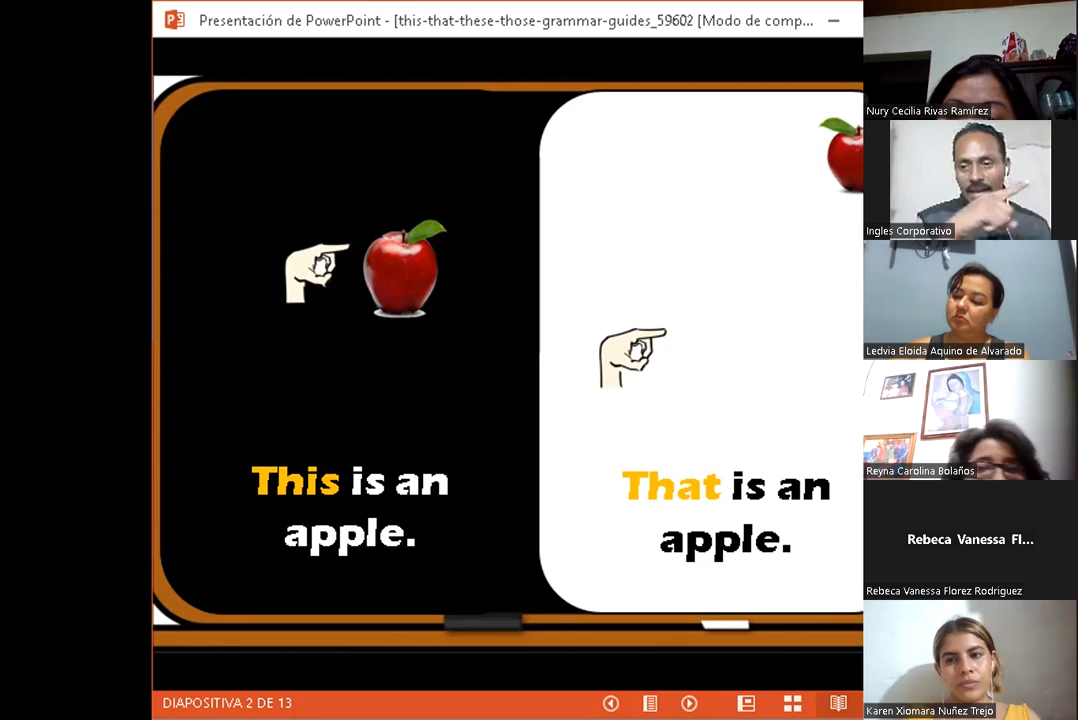 Presentación de PowerPoint - [this-that-these-those-grammar-guides_59602 [Modo de comp...
This is an
apple.
That is an
apple.
DIAPOSITIVA 2 DE 13
Nury Cecilia Rivas Ramírez
Ingles Corporativo
Ledvia Eloida Aquino de Alvarado
Reyna Carolina Bolaños
Rebeca Vanessa Fl...
Rebeca Vanessa Florez Rodriguez
Karen Xiomara Nuñez Trejo